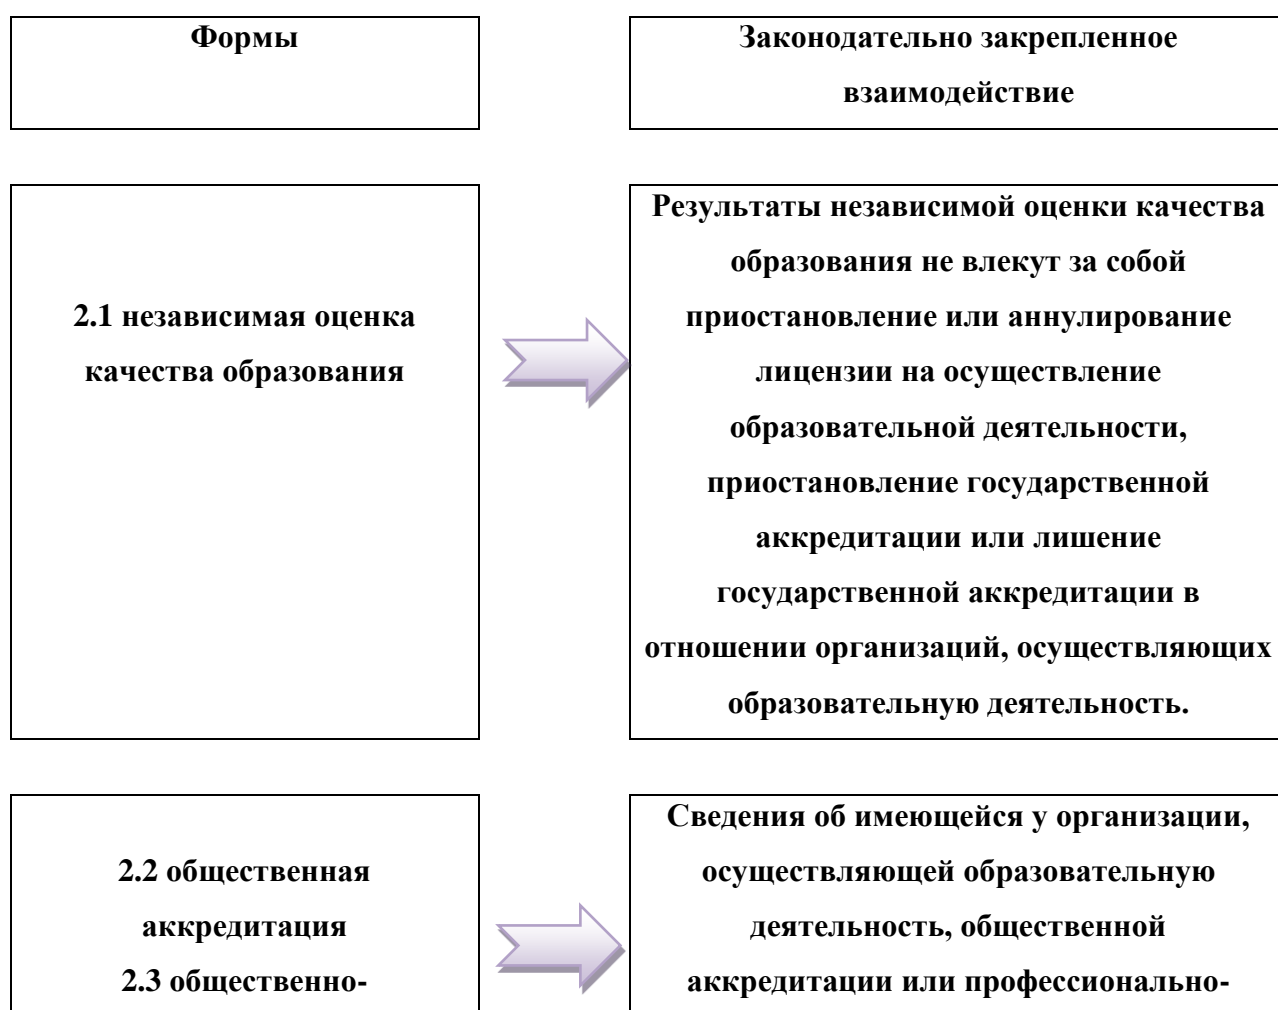 Формы
Законодательно закрепленное
взаимодействие
2.1 независимая оценка
качества образования
Результаты независимой оценки качества
образования не влекут за собой
приостановление или аннулирование
лицензии на осуществление
образовательной деятельности,
приостановление государственной
аккредитации или лишение
государственной аккредитации в
отношении организаций, осуществляющих
образовательную деятельность.
2.2 общественная
аккредитация
2.3 общественно-
Сведения об имеющейся у организации,
осуществляющей образовательную
деятельность, общественной
аккредитации или профессионально-